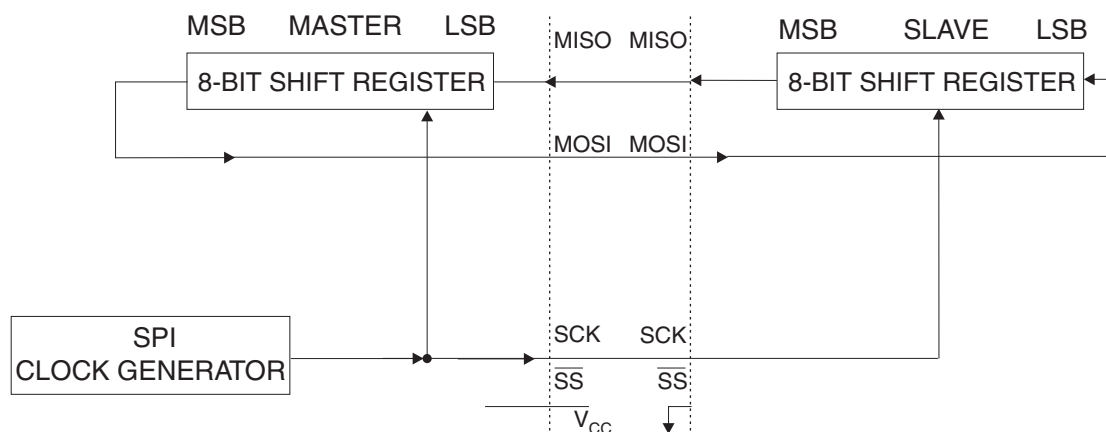 MSB MASTER LSB
MISO MISO
MSB SLAVE LSB
8-BIT SHIFT REGISTER
8-BIT SHIFT REGISTER
MOSI MOSI
SPI
CLOCK GENERATOR
SCK SCK
SS SS
VCC